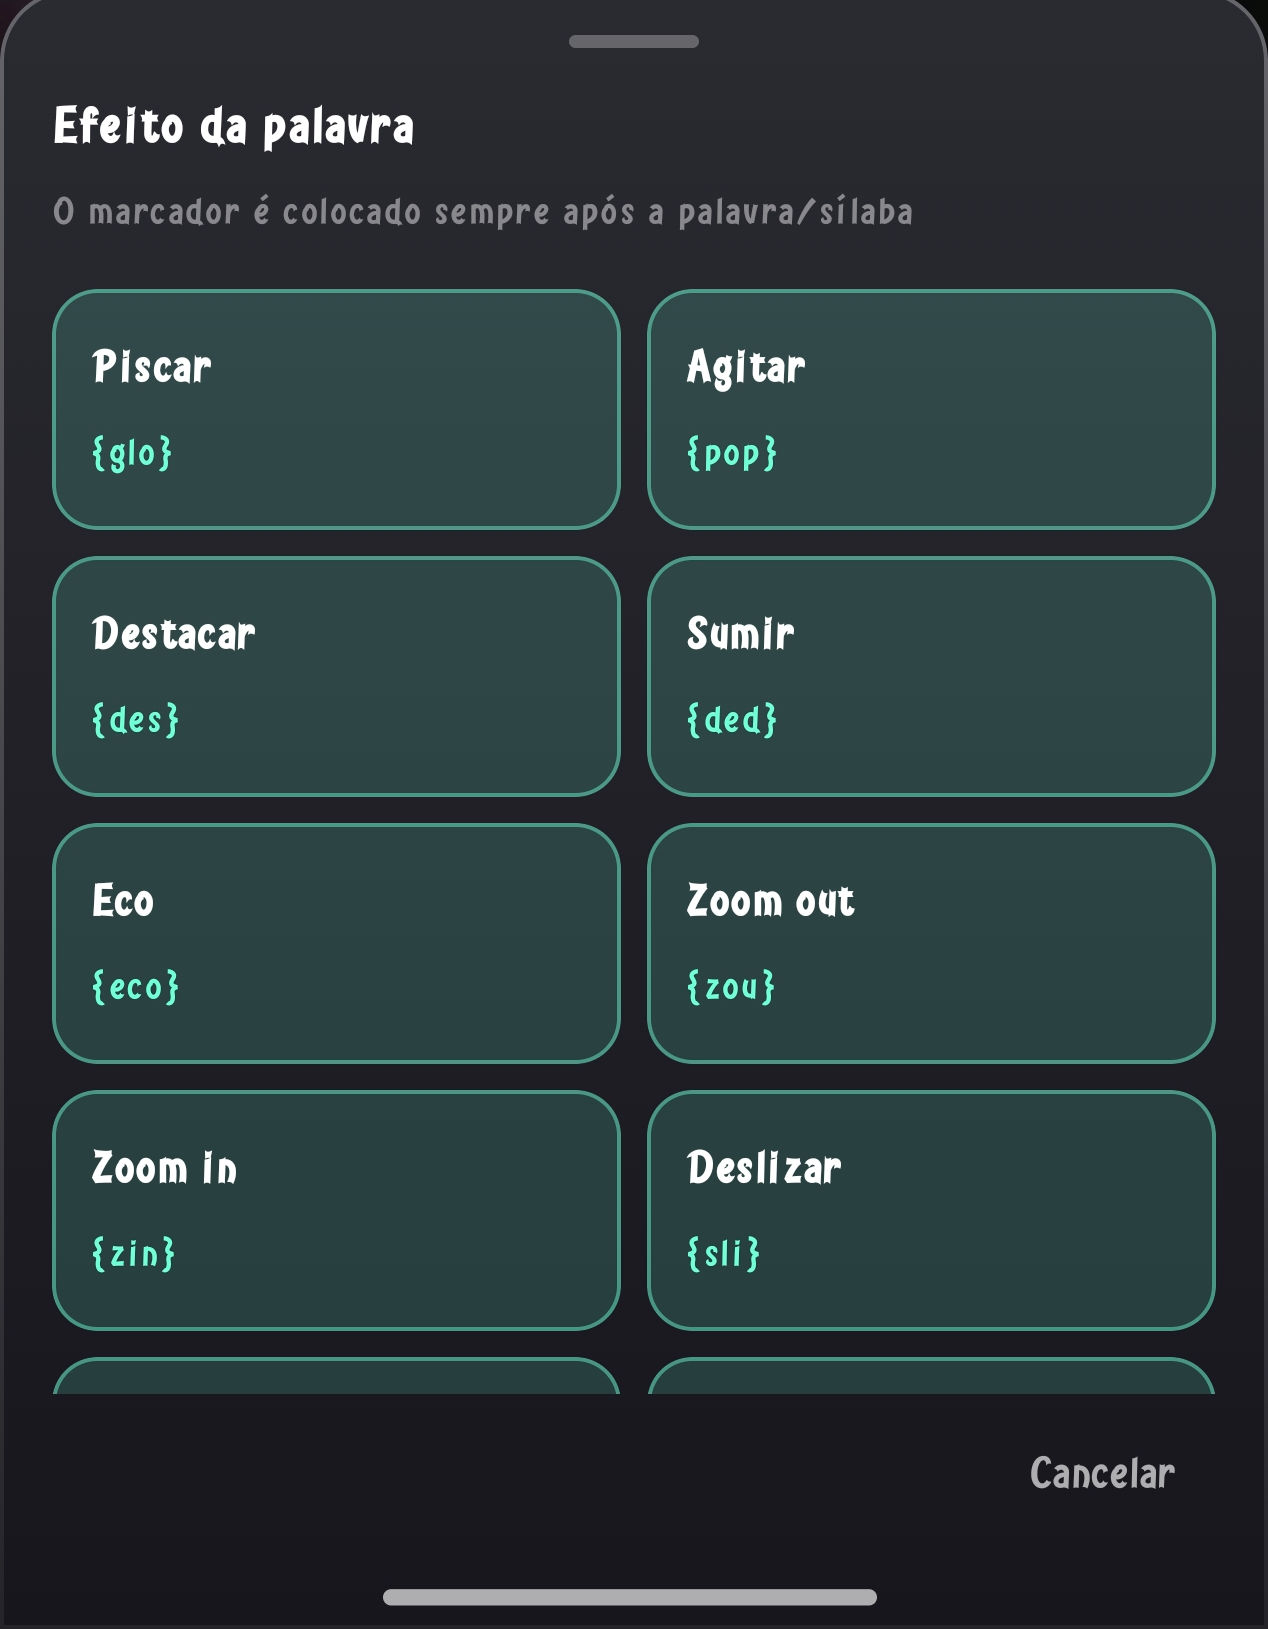 Efeito da palavra
O marcador é colocado sempre após a palavra/sílaba
Piscar
{glo}
Agitar
{pop}
Destacar
{des}
Sumir
{ded}
Eco
{eco}
Zoom out
{zou}
Zoom in
{zin}
Deslizar
{sli}
Cancelar